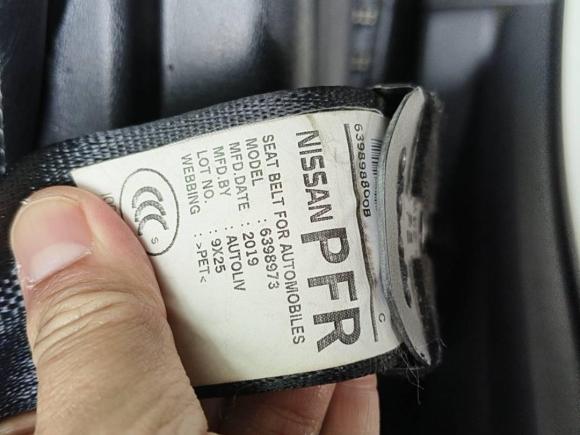 639898800B
C
NISSAN PFR
SEAT BELT FOR AUTOMOBILES
MODEL : 6398973
MFD.DATE : 2019
MFD.BY : AUTOLIV
LOT NO. : 9X25
WEBBING : >PET<
CCC S